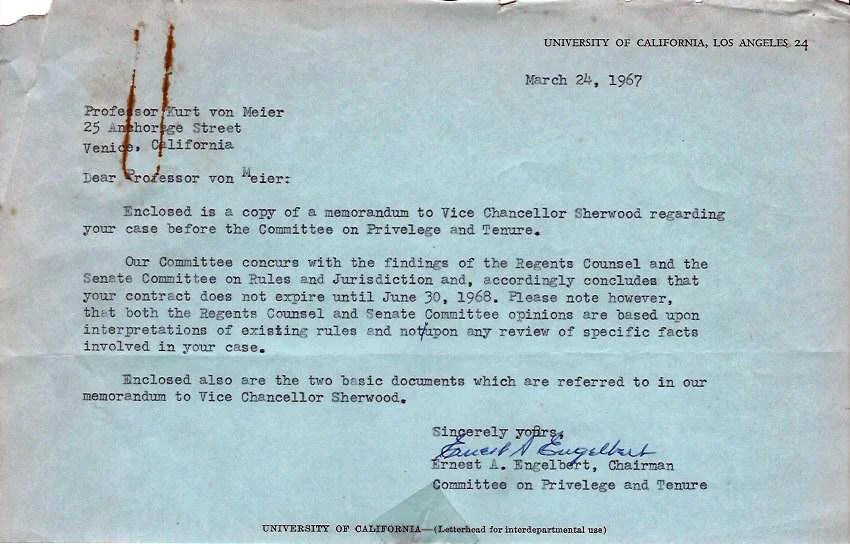 UNIVERSITY OF CALIFORNIA, LOS ANGELES 24
March 24, 1967
Professor Kurt von Meier
25 Anchorage Street
Venice, California
Dear Professor von Meier:
Enclosed is a copy of a memorandum to Vice Chancellor Sherwood regarding
your case before the Committee on Privelege and Tenure.
Our Committee concurs with the findings of the Regents Counsel and the
Senate Committee on Rules and Jurisdiction and, accordingly concludes that
your contract does not expire until June 30, 1968. Please note however,
that both the Regents Counsel and Senate Committee opinions are based upon
interpretations of existing rules and not/upon any review of specific facts
involved in your case.
Enclosed also are the two basic documents which are referred to in our
memorandum to Vice Chancellor Sherwood.
Sincerely yours,
Ernest A Engelbert
Ernest A. Engelbert, Chairman
Committee on Privelege and Tenure
UNIVERSITY OF CALIFORNIA—(Letterhead for interdepartmental use)